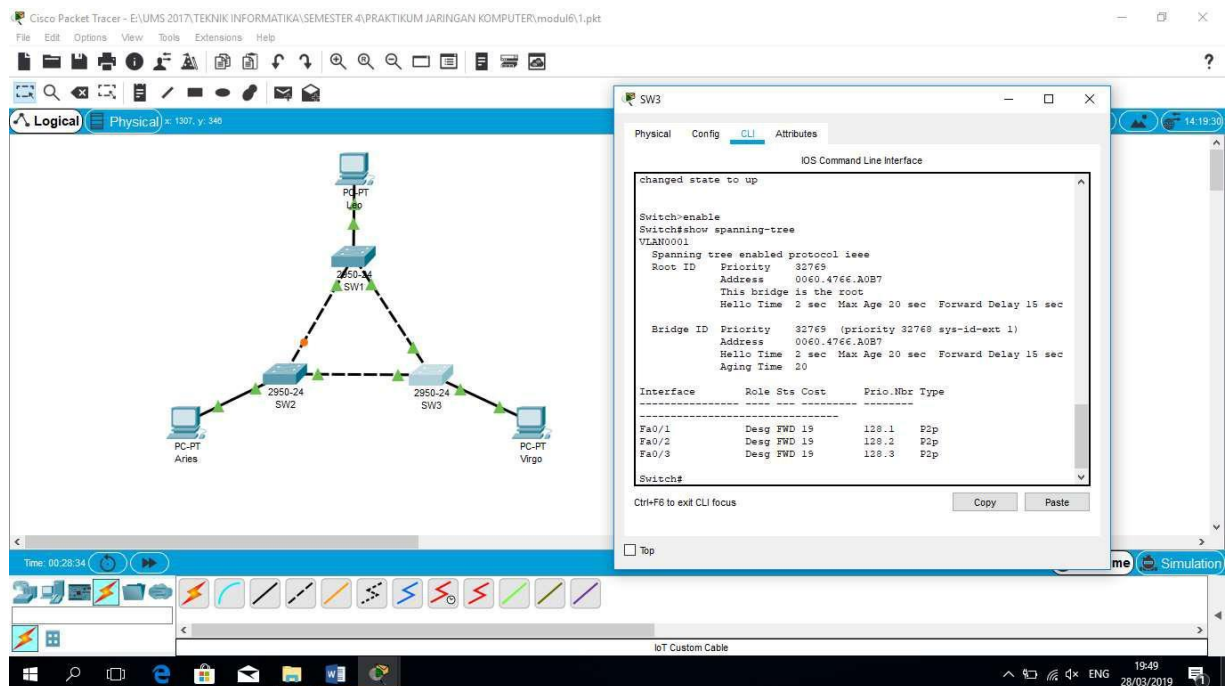 Cisco Packet Tracer - E:\UMS 2017\TEKNIK INFORMATIKA\SEMESTER 4\PRAKTIKUM JARINGAN KOMPUTER\modul6\1.pkt
File Edit Options View Tools Extensions Help
?
Logical Physical x: 1307, y: 346
14:19:30
PC-PT
Leo
2950-24
SW1
2950-24
SW2
2950-24
SW3
PC-PT
Aries
PC-PT
Virgo
SW3
Physical Config CLI Attributes
IOS Command Line Interface
changed state to up
Switch>enable
Switch#show spanning-tree
VLAN0001
Spanning tree enabled protocol ieee
Root ID Priority 32769
Address 0060.4766.A0B7
This bridge is the root
Hello Time 2 sec Max Age 20 sec Forward Delay 15 sec
Bridge ID Priority 32769 (priority 32768 sys-id-ext 1)
Address 0060.4766.A0B7
Hello Time 2 sec Max Age 20 sec Forward Delay 15 sec
Aging Time 20
Interface Role Sts Cost Prio.Nbr Type
---------------- ---- --- --------- -------- --------------------------------
Fa0/1 Desg FWD 19 128.1 P2p
Fa0/2 Desg FWD 19 128.2 P2p
Fa0/3 Desg FWD 19 128.3 P2p
Switch#
Ctrl+F6 to exit CLI focus
Copy Paste
Top
Time: 00:28:34
me Simulation
IoT Custom Cable
ENG
19:49
28/03/2019